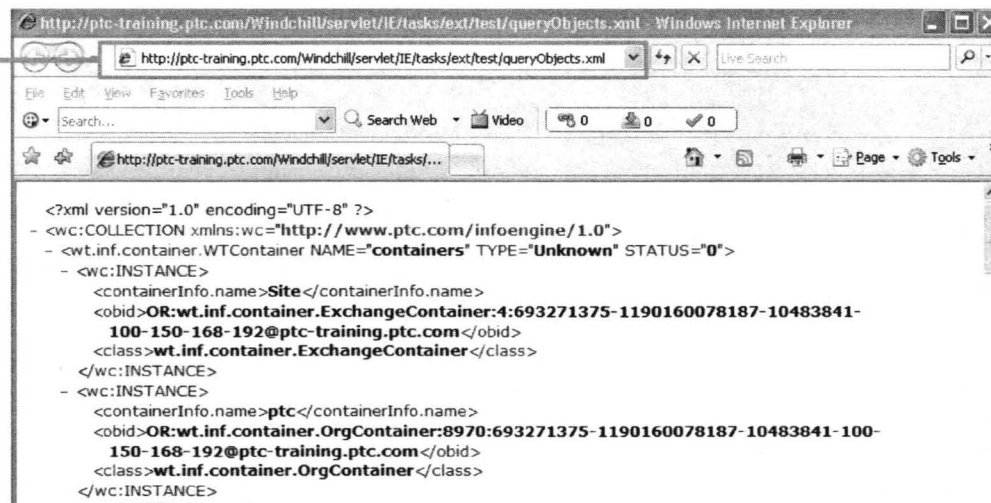 http://ptc-training.ptc.com/Windchill/servlet/IE/tasks/ext/test/queryObjects.xml - Windows Internet Explorer
http://ptc-training.ptc.com/Windchill/servlet/IE/tasks/ext/test/queryObjects.xml
Live Search
File Edit View Favorites Tools Help
Search...
Search Web
Video
0
0
0
http://ptc-training.ptc.com/Windchill/servlet/IE/tasks/...
Page
Tools
<?xml version="1.0" encoding="UTF-8" ?>
- <wc:COLLECTION xmlns:wc="http://www.ptc.com/infoengine/1.0">
- <wt.inf.container.WTContainer NAME="containers" TYPE="Unknown" STATUS="0">
- <wc:INSTANCE>
<containerInfo.name>Site</containerInfo.name>
<obid>OR:wt.inf.container.ExchangeContainer:4:693271375-1190160078187-10483841-
100-150-168-192@ptc-training.ptc.com</obid>
<class>wt.inf.container.ExchangeContainer</class>
</wc:INSTANCE>
- <wc:INSTANCE>
<containerInfo.name>ptc</containerInfo.name>
<obid>OR:wt.inf.container.OrgContainer:8970:693271375-1190160078187-10483841-100-
150-168-192@ptc-training.ptc.com</obid>
<class>wt.inf.container.OrgContainer</class>
</wc:INSTANCE>